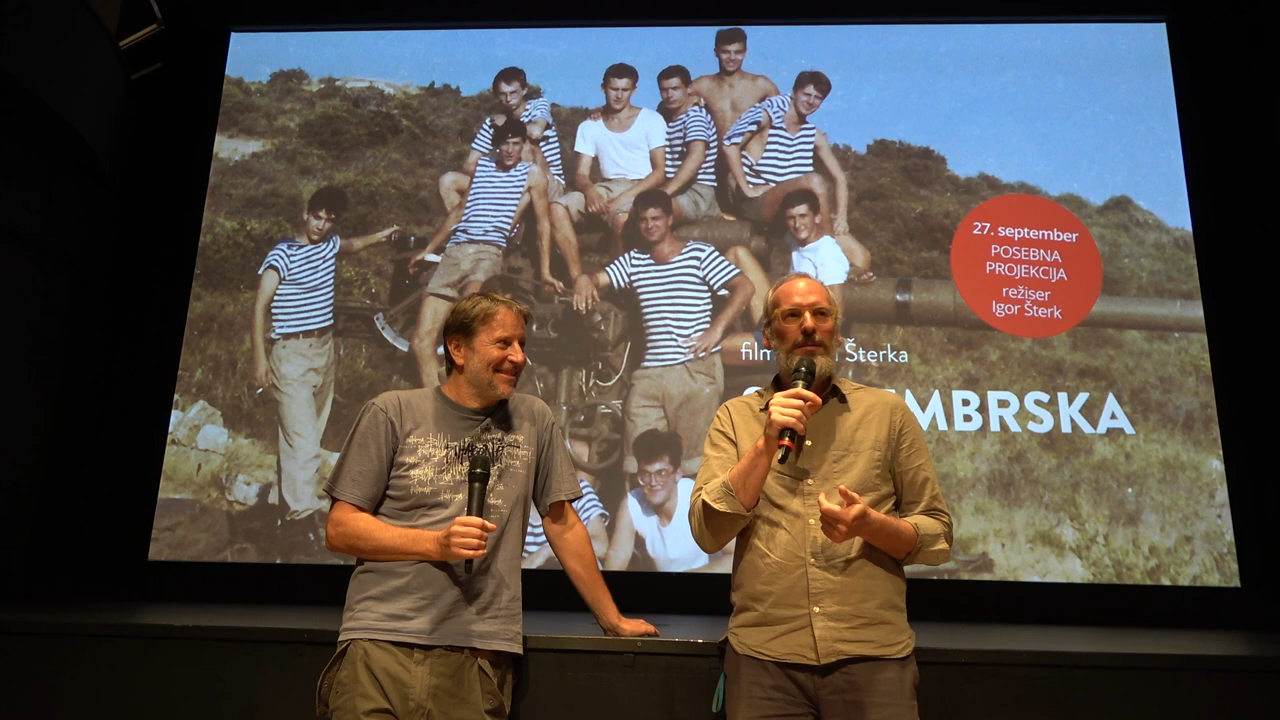 27. september
POSEBNA
PROJEKCIJA
režiser
Igor Šterk
film Šterka
EMBRSKA